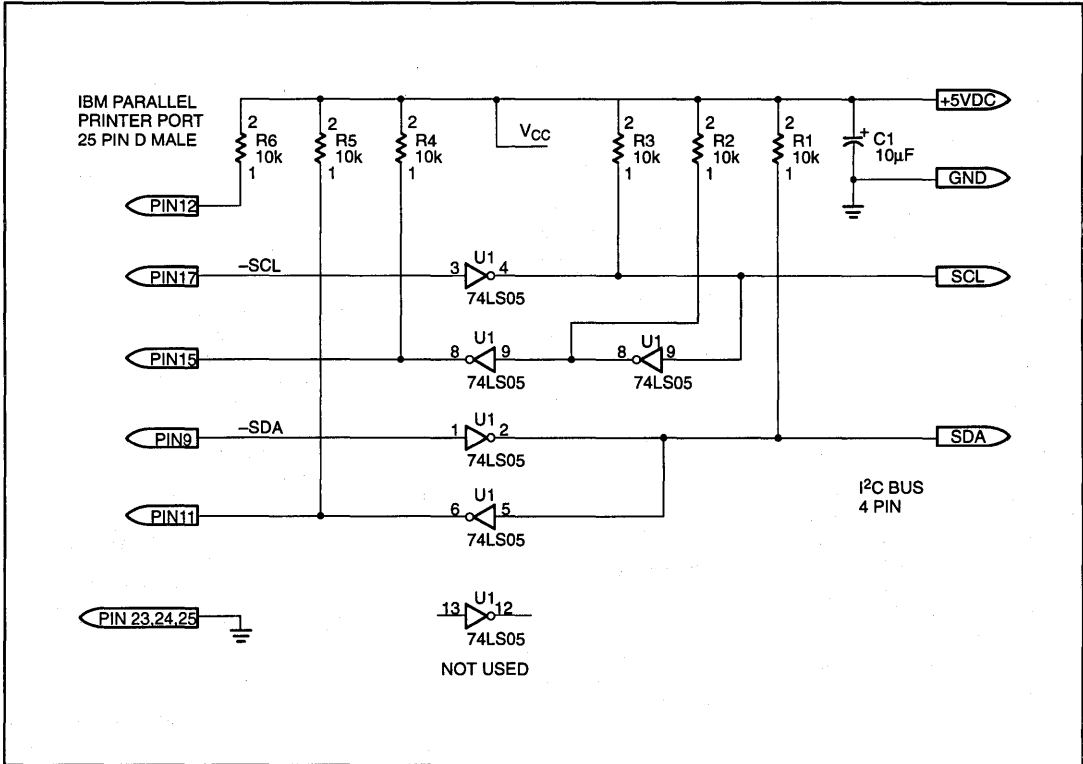 IBM PARALLEL
PRINTER PORT
25 PIN D MALE
2
R6
10k
1
2
R5
10k
1
2
R4
10k
1
VCC
2
R3
10k
1
2
R2
10k
1
2
R1
10k
1
+
C1
10µF
+5VDC
GND
PIN12
PIN17
–SCL
3
U1
4
74LS05
SCL
PIN15
8
U1
9
74LS05
8
U1
9
74LS05
PIN9
–SDA
1
U1
2
74LS05
SDA
I²C BUS
4 PIN
PIN11
6
U1
5
74LS05
PIN 23,24,25
13
U1
12
74LS05
NOT USED